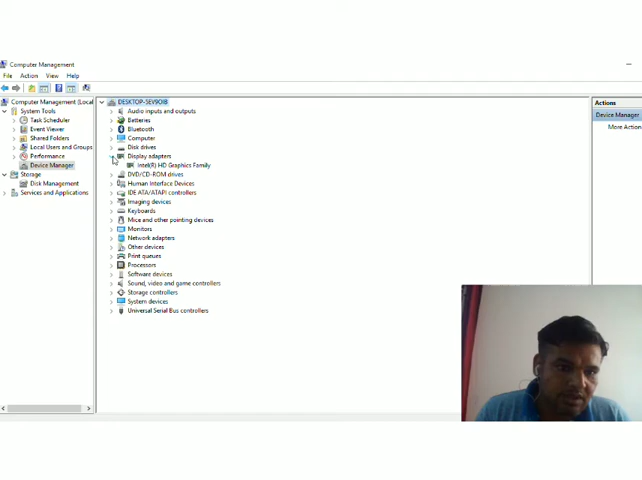 Computer Management
File Action View Help
Computer Management (Local
System Tools
Task Scheduler
Event Viewer
Shared Folders
Local Users and Groups
Performance
Device Manager
Storage
Disk Management
Services and Applications
DESKTOP-5EV9OI8
Audio inputs and outputs
Batteries
Bluetooth
Computer
Disk drives
Display adapters
Intel(R) HD Graphics Family
DVD/CD-ROM drives
Human Interface Devices
IDE ATA/ATAPI controllers
Imaging devices
Keyboards
Mice and other pointing devices
Monitors
Network adapters
Other devices
Print queues
Processors
Software devices
Sound, video and game controllers
Storage controllers
System devices
Universal Serial Bus controllers
Actions
Device Manager
More Action